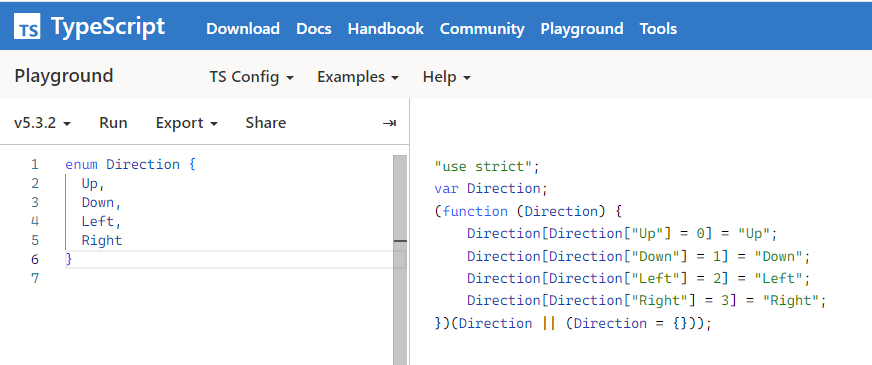 TS TypeScript Download Docs Handbook Community Playground Tools
Playground TS Config Examples Help
v5.3.2 Run Export Share
1 enum Direction {
2 Up,
3 Down,
4 Left,
5 Right
6 }
7
"use strict";
var Direction;
(function (Direction) {
    Direction[Direction["Up"] = 0] = "Up";
    Direction[Direction["Down"] = 1] = "Down";
    Direction[Direction["Left"] = 2] = "Left";
    Direction[Direction["Right"] = 3] = "Right";
})(Direction || (Direction = {}));